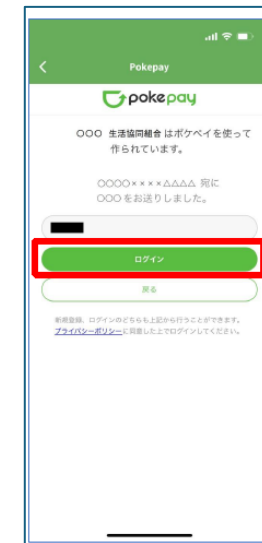 Pokepay
pokepay
〇〇〇 生活協同組合 はポケペイを使って
作られています。
〇〇〇〇××××△△△△ 宛に
〇〇〇 をお送りしました。
ログイン
戻る
新規登録、ログインのどちらも上記から行うことができます。
プライバシーポリシーに同意した上でログインしてください。